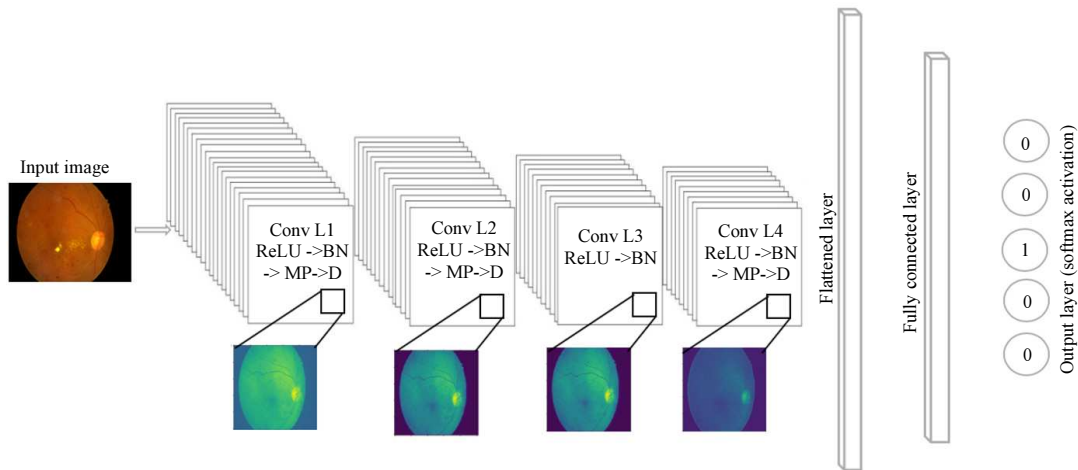 Input image
Conv L1
ReLU ->BN
-> MP->D
Conv L2
ReLU ->BN
-> MP->D
Conv L3
ReLU ->BN
Conv L4
ReLU ->BN
-> MP->D
Flattened layer
Fully connected layer
0
0
1
0
0
Output layer (softmax activation)